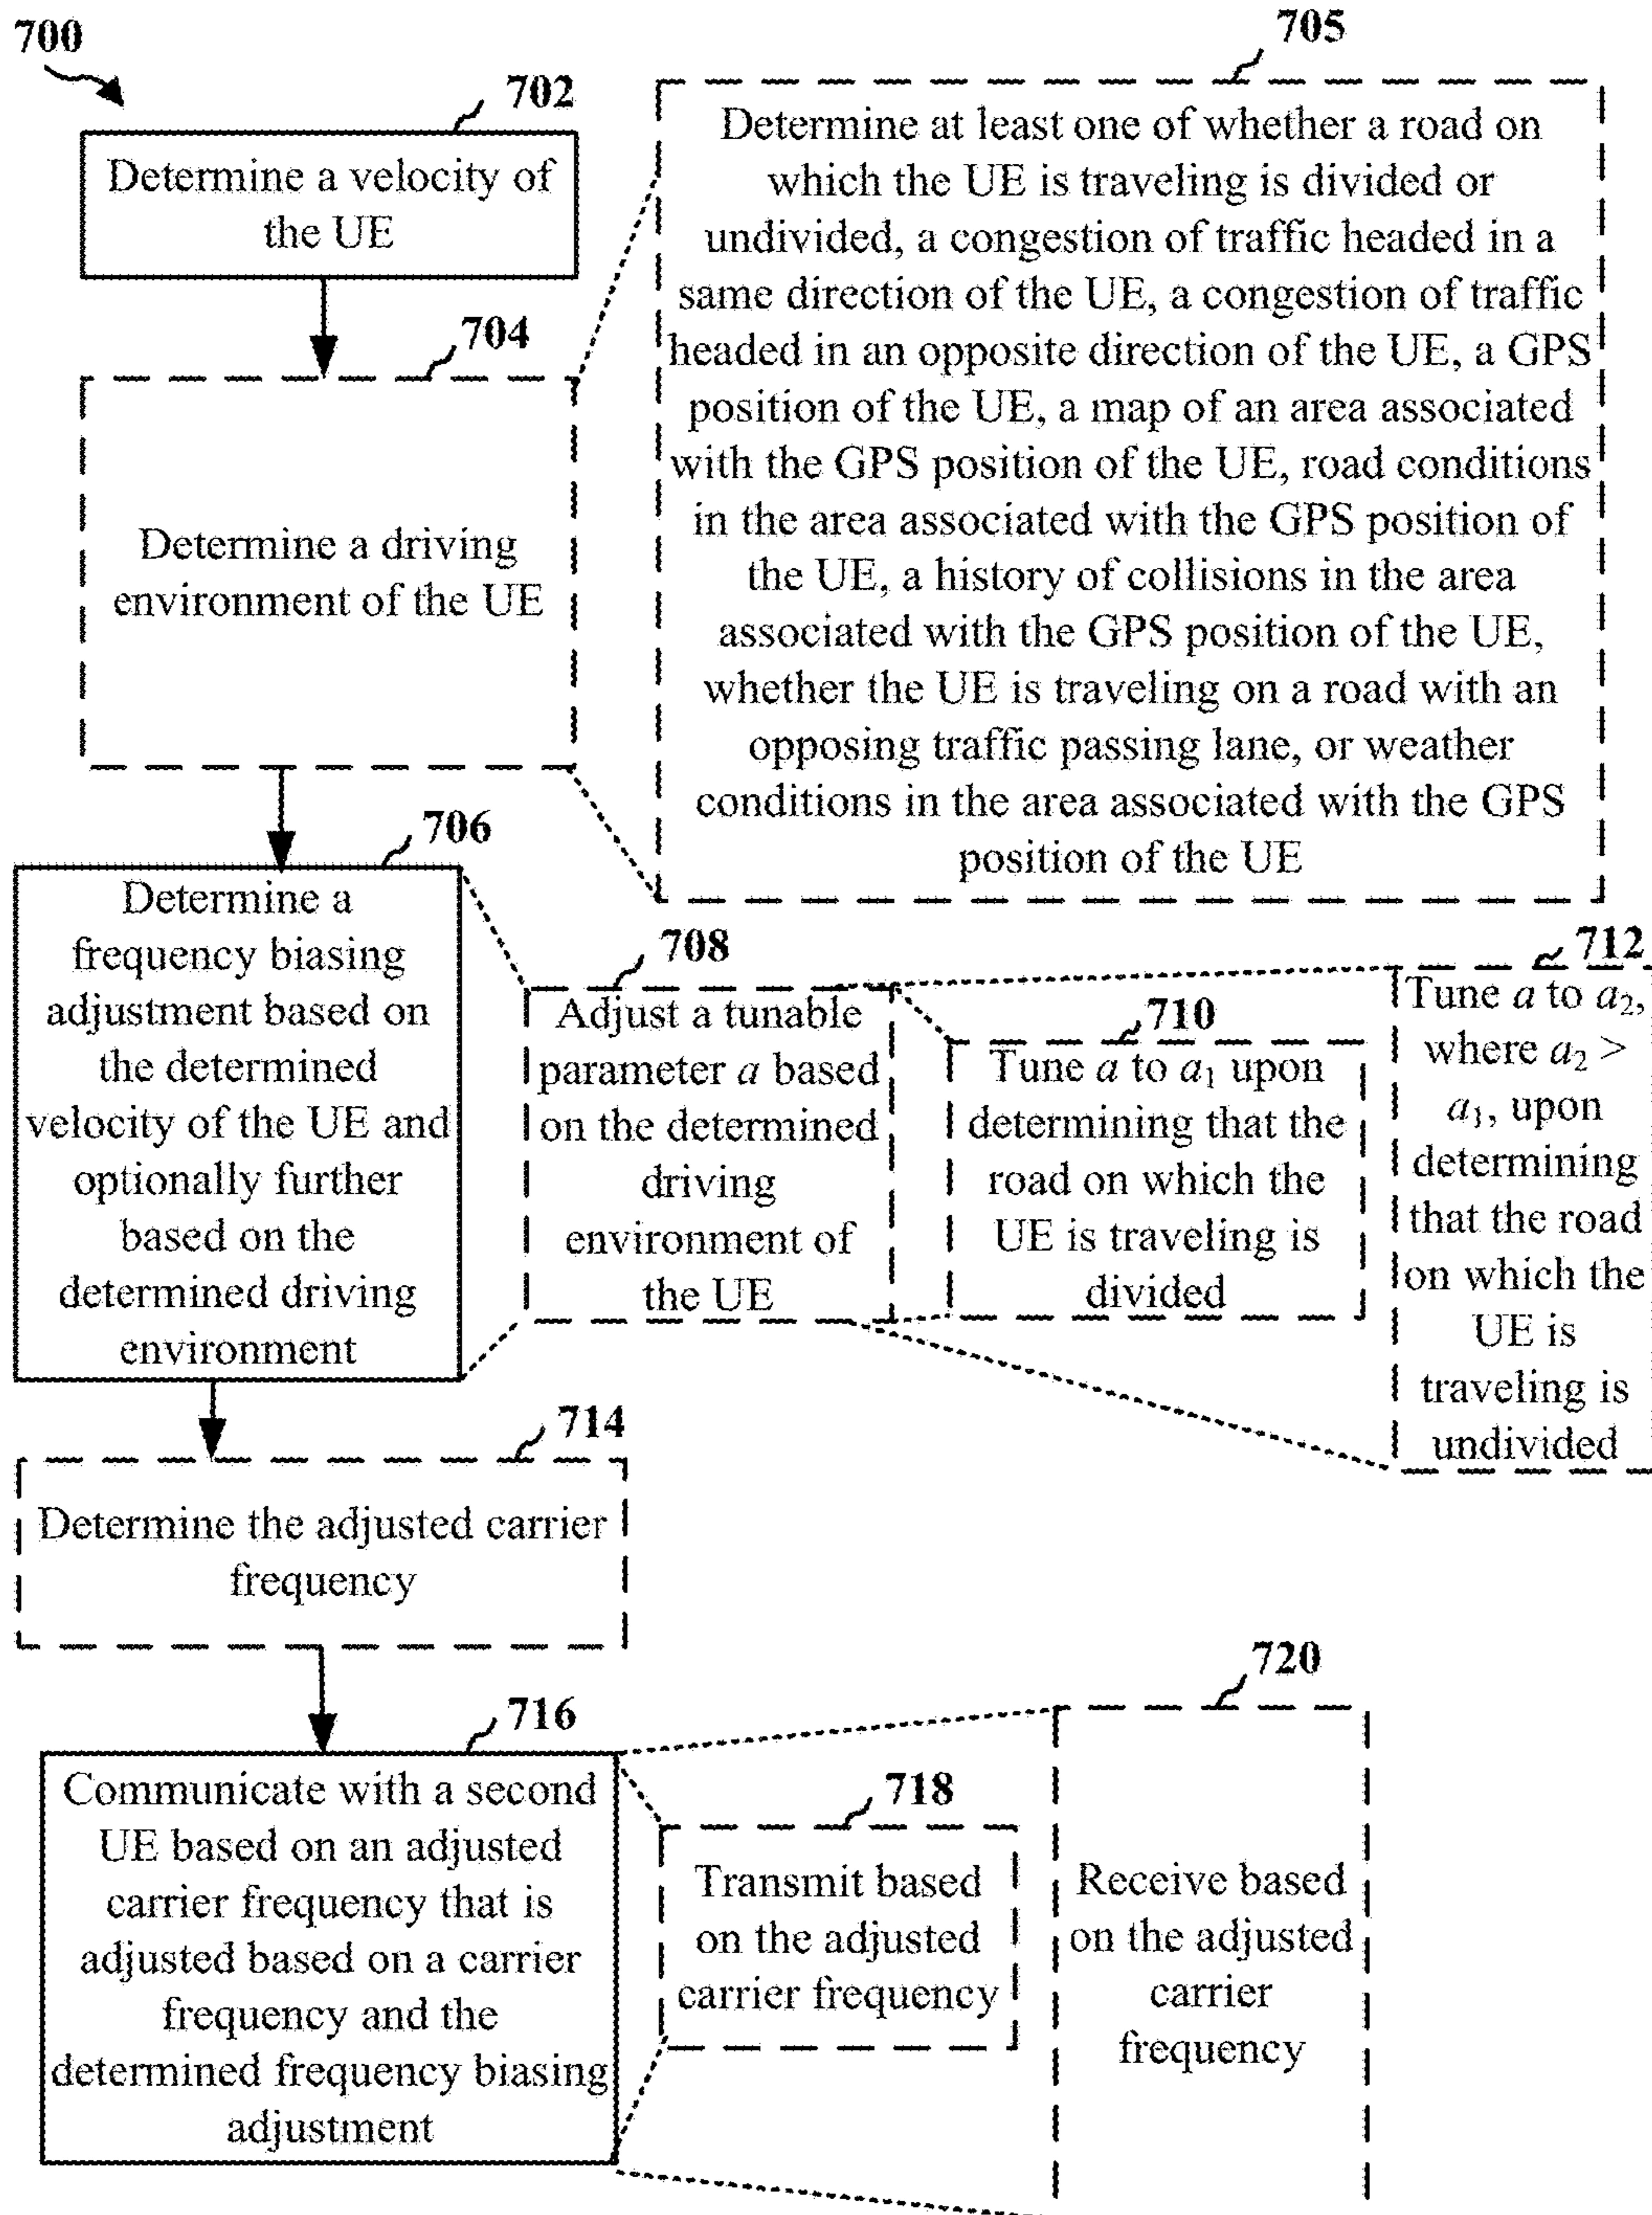 700
702
Determine a velocity of
the UE
704
Determine a driving
environment of the UE
705
Determine at least one of whether a road on
which the UE is traveling is divided or
undivided, a congestion of traffic headed in a
same direction of the UE, a congestion of traffic
headed in an opposite direction of the UE, a GPS
position of the UE, a map of an area associated
with the GPS position of the UE, road conditions
in the area associated with the GPS position of
the UE, a history of collisions in the area
associated with the GPS position of the UE,
whether the UE is traveling on a road with an
opposing traffic passing lane, or weather
conditions in the area associated with the GPS
position of the UE
706
Determine a
frequency biasing
adjustment based on
the determined
velocity of the UE and
optionally further
based on the
determined driving
environment
708
Adjust a tunable
parameter a based
on the determined
driving
environment of
the UE
710
Tune a to a₁ upon
determining that the
road on which the
UE is traveling is
divided
712
Tune a to a₂,
where a₂ >
a₁, upon
determining
that the road
on which the
UE is
traveling is
undivided
714
Determine the adjusted carrier
frequency
716
Communicate with a second
UE based on an adjusted
carrier frequency that is
adjusted based on a carrier
frequency and the
determined frequency biasing
adjustment
718
Transmit based
on the adjusted
carrier frequency
720
Receive based
on the adjusted
carrier
frequency